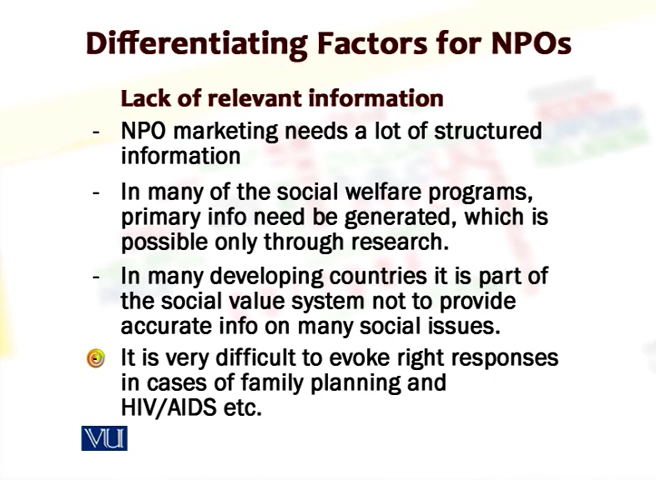 Differentiating Factors for NPOs
Lack of relevant information
- NPO marketing needs a lot of structured
information
- In many of the social welfare programs,
primary info need be generated, which is
possible only through research.
- In many developing countries it is part of
the social value system not to provide
accurate info on many social issues.
It is very difficult to evoke right responses
in cases of family planning and
HIV/AIDS etc.
VU